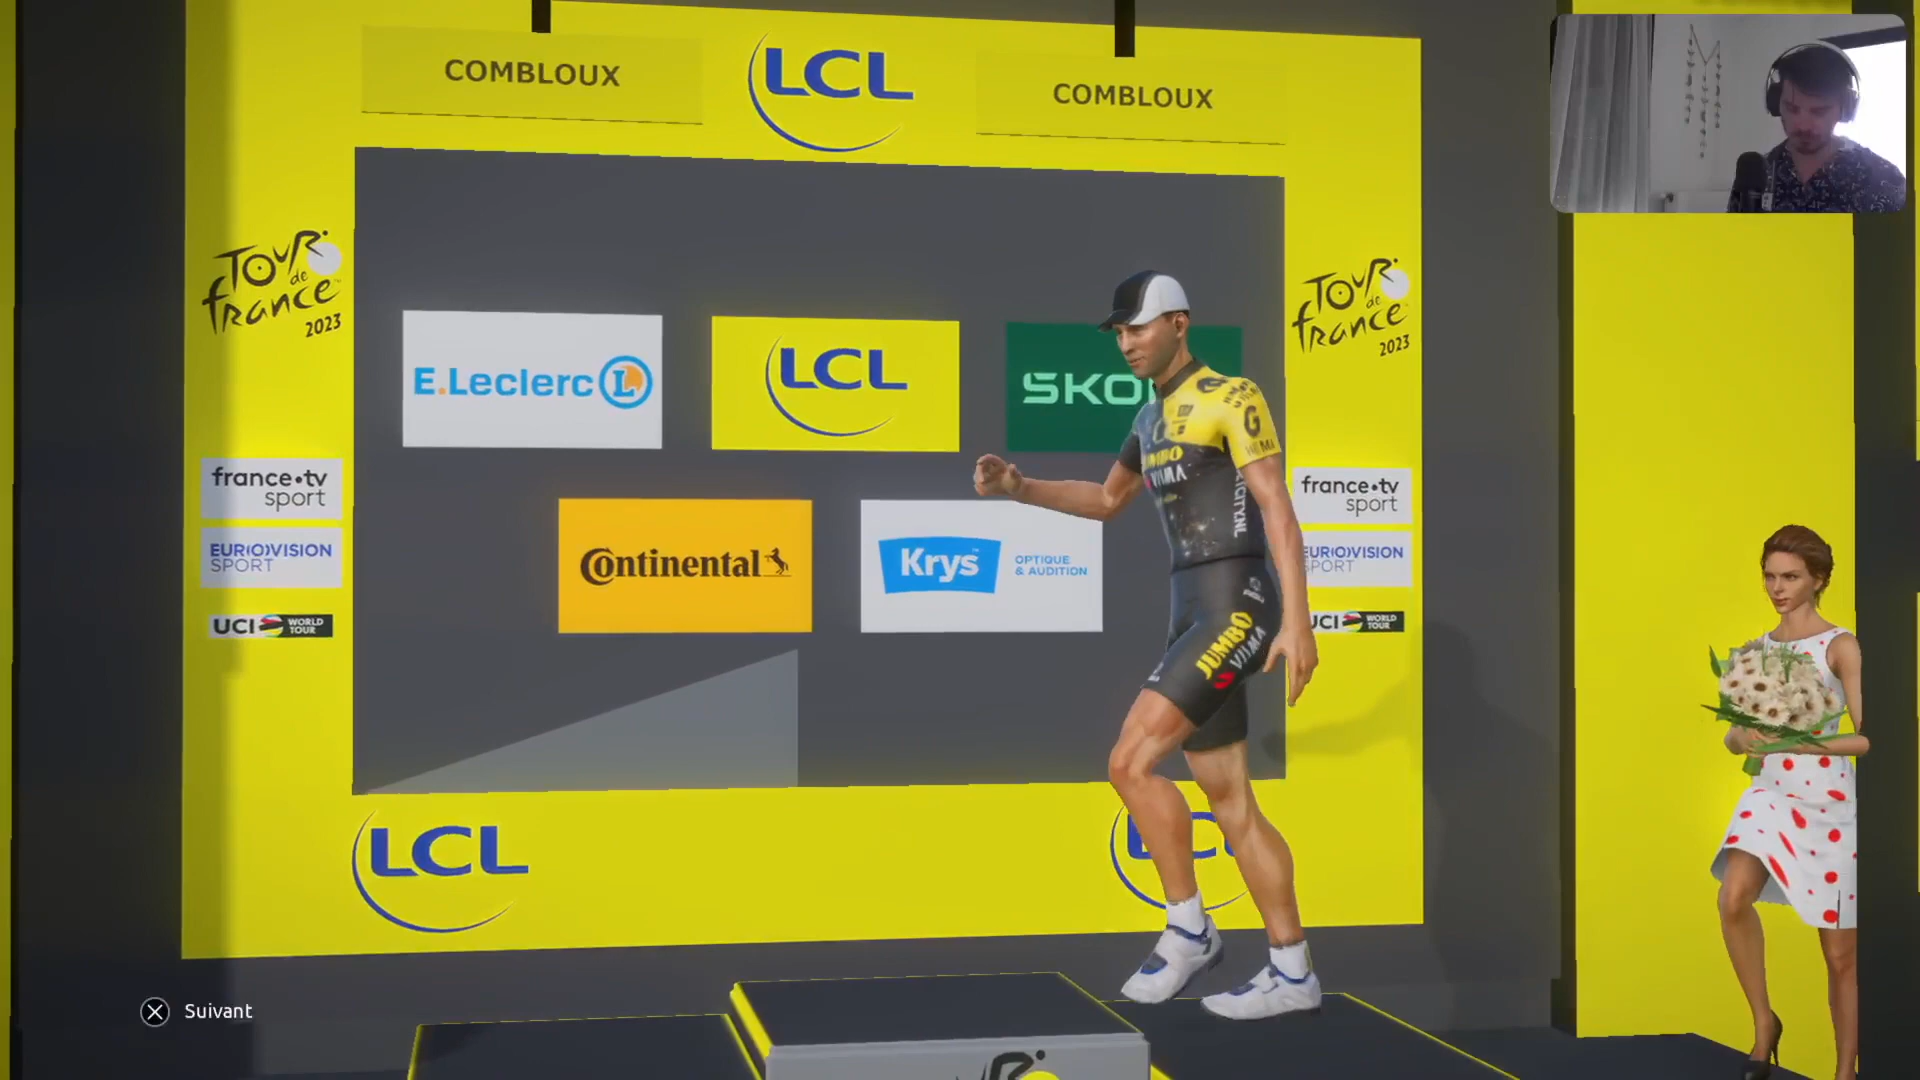 COMBLOUX
LCL
COMBLOUX
TOUR
de
france
2023
TOUR
de
france
2023
E.Leclerc L
LCL
SKO
G
JUMBO
VISMA
france•tv
sport
france•tv
sport
Continental
Krys
OPTIQUE
& AUDITION
EUROVISION
SPORT
EUROVISION
SPORT
UCI WORLD
TOUR
UCI WORLD
TOUR
JUMBO
VISMA
LCL
LCL
Suivant